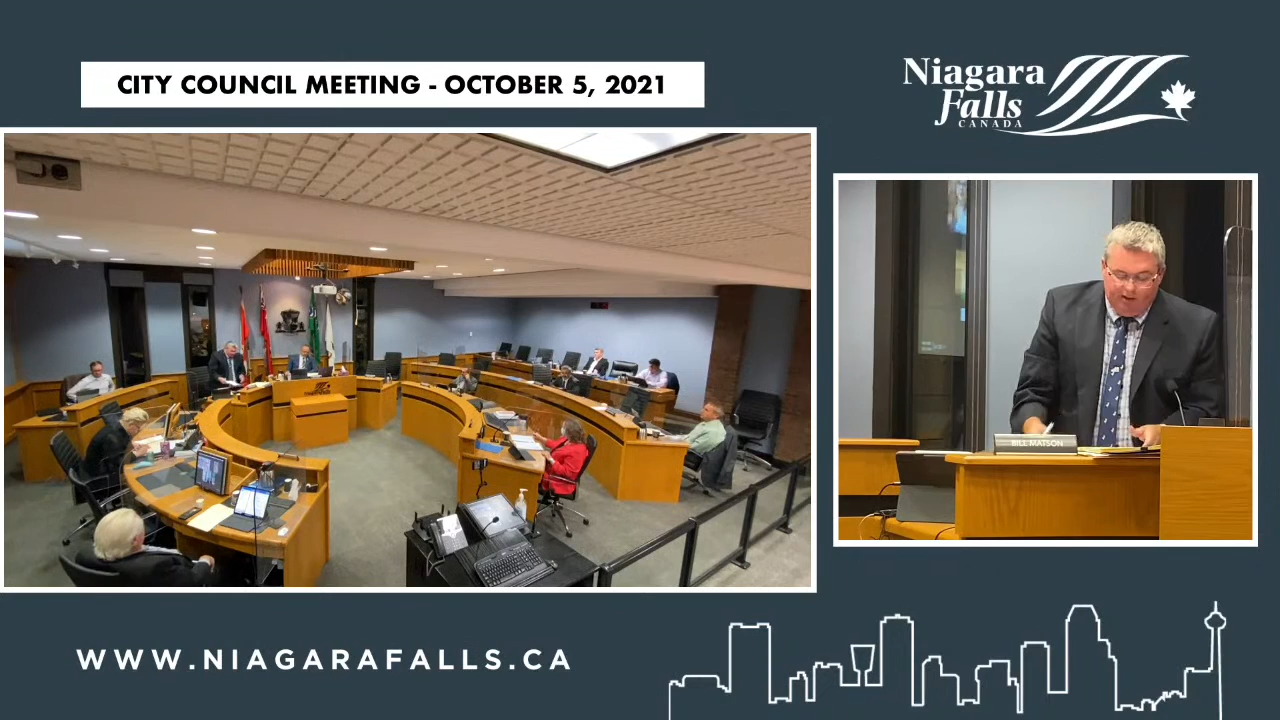 CITY COUNCIL MEETING - OCTOBER 5, 2021
Niagara
Falls
CANADA
BILL MATSON
WWW.NIAGARAFALLS.CA